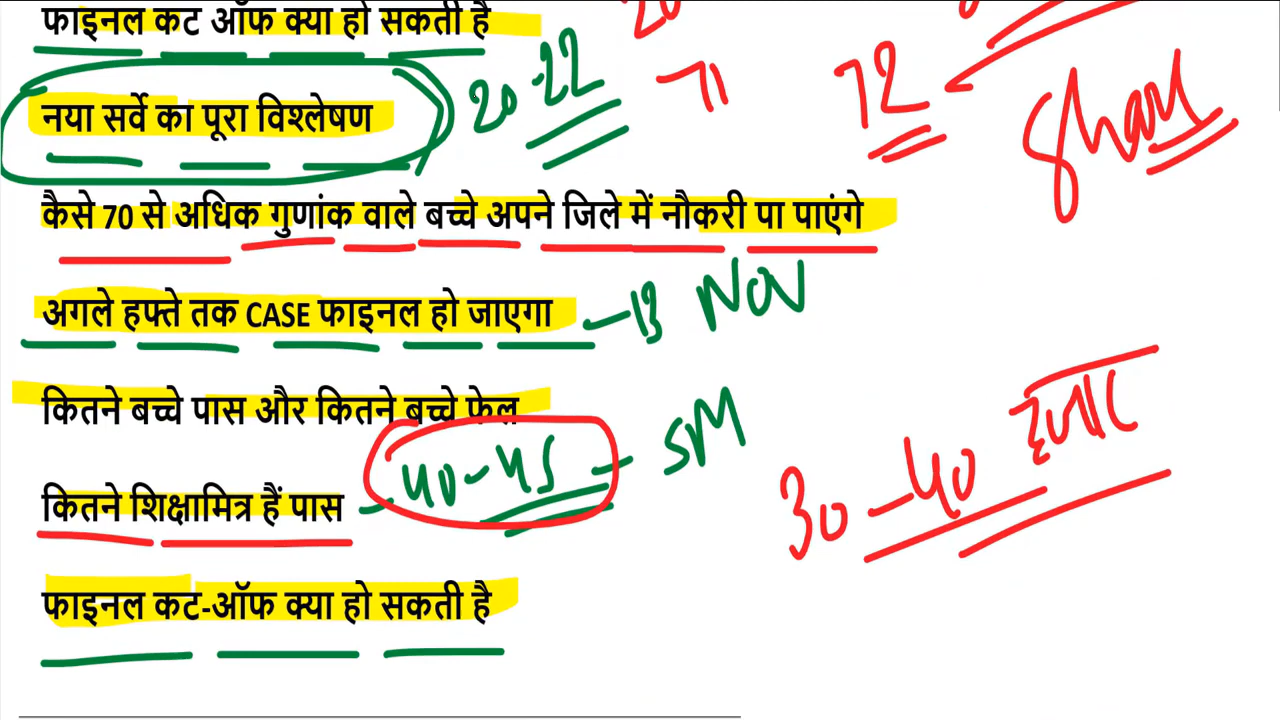 फाइनल कट ऑफ क्या हो सकती है
नया सर्वे का पूरा विश्लेषण 20-22 71 72
कैसे 70 से अधिक गुणांक वाले बच्चे अपने जिले में नौकरी पा पाएंगे
अगले हफ्ते तक CASE फाइनल हो जाएगा - 13 NOV
कितने बच्चे पास और कितने बच्चे फेल
कितने शिक्षामित्र हैं पास - 40-45 - SM 30-40 हजार
फाइनल कट-ऑफ क्या हो सकती है